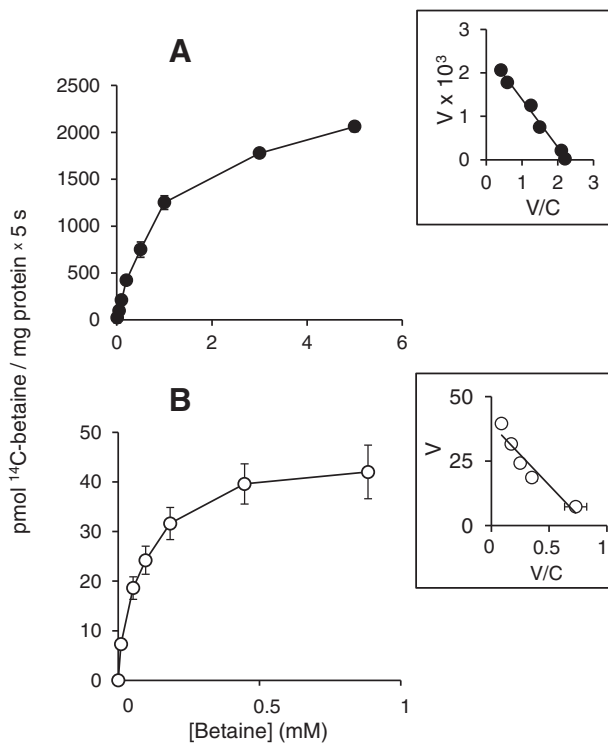 A
2500
2000
1500
1000
500
0
0 2 4 6
3
2
1
0
V x 10³
0 1 2 3
V/C
pmol ¹⁴C-betaine / mg protein × 5 s
B
50
40
30
20
10
0
0 0.5 1
[Betaine] (mM)
50
25
0
V
0 0.5 1
V/C